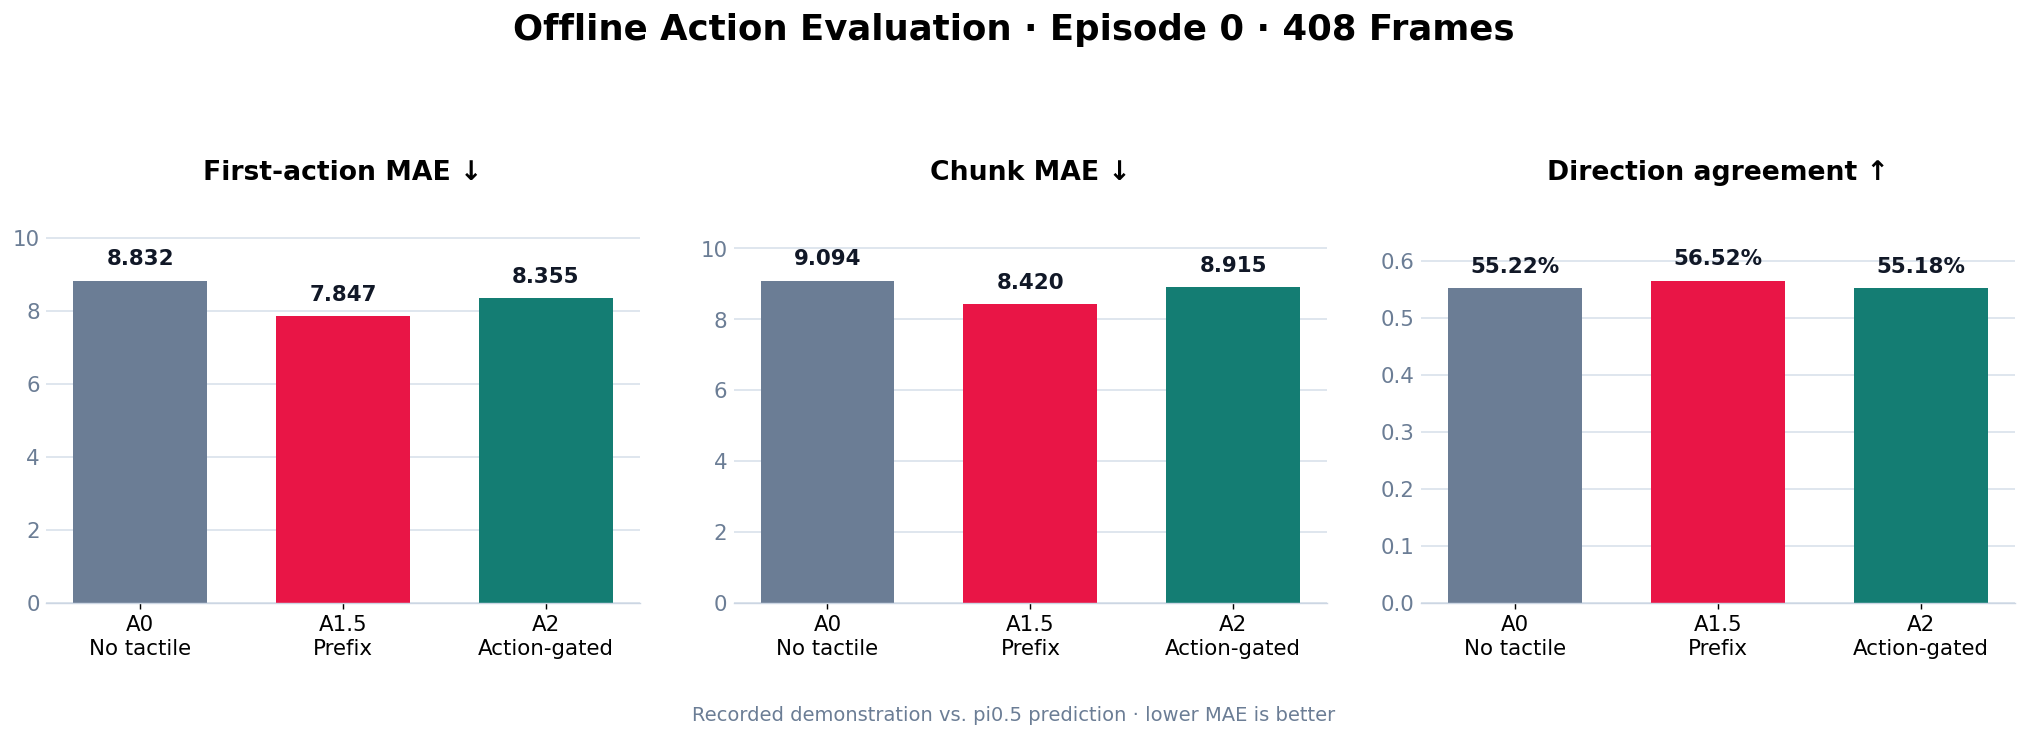 Offline Action Evaluation · Episode 0 · 408 Frames
First-action MAE ↓
10
8
6
4
2
0
8.832
7.847
8.355
A0
No tactile
A1.5
Prefix
A2
Action-gated
Chunk MAE ↓
10
8
6
4
2
0
9.094
8.420
8.915
A0
No tactile
A1.5
Prefix
A2
Action-gated
Direction agreement ↑
0.6
0.5
0.4
0.3
0.2
0.1
0.0
55.22%
56.52%
55.18%
A0
No tactile
A1.5
Prefix
A2
Action-gated
Recorded demonstration vs. pi0.5 prediction · lower MAE is better